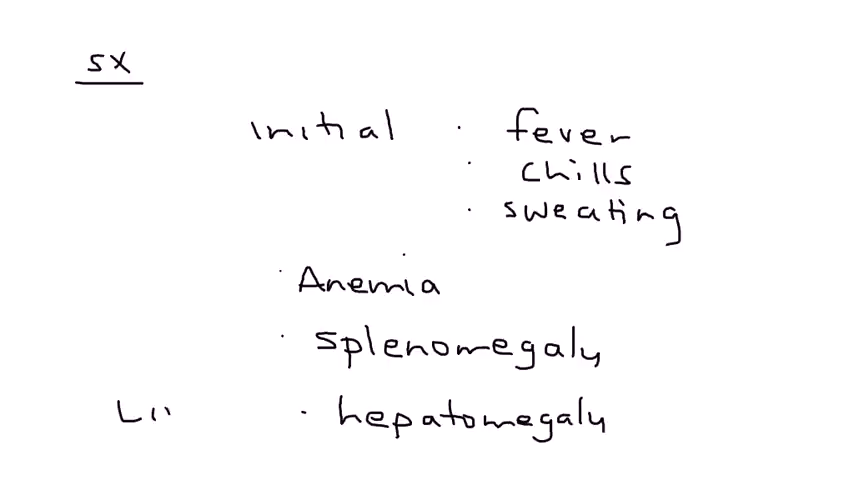 SX
Initial · fever
· chills
· sweating
· Anemia
· Splenomegaly
· hepatomegaly